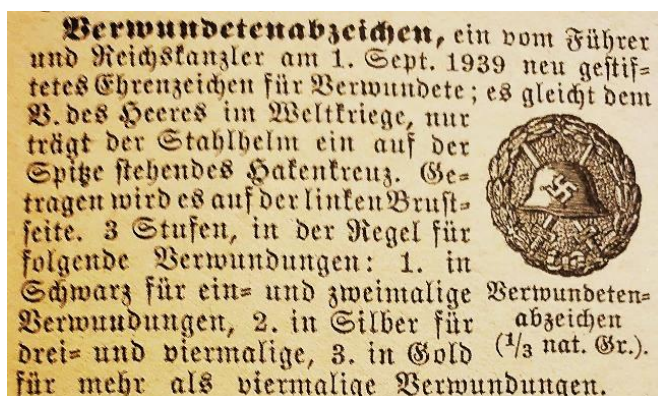 Verwundetenabzeichen, ein vom Führer
und Reichskanzler am 1. Sept. 1939 neu gestif=
tetes Ehrenzeichen für Verwundete; es gleicht dem
V. des Heeres im Weltkriege, nur
trägt der Stahlhelm ein auf der
Spitze stehendes Hakenkreuz. Ge=
tragen wird es auf der linken Brust=
seite. 3 Stufen, in der Regel für
folgende Verwundungen: 1. in
Schwarz für ein= und zweimalige
Verwundungen, 2. in Silber für
drei= und viermalige, 3. in Gold
für mehr als viermalige Verwundungen.
Verwundeten=
abzeichen
(1/3 nat. Gr.).